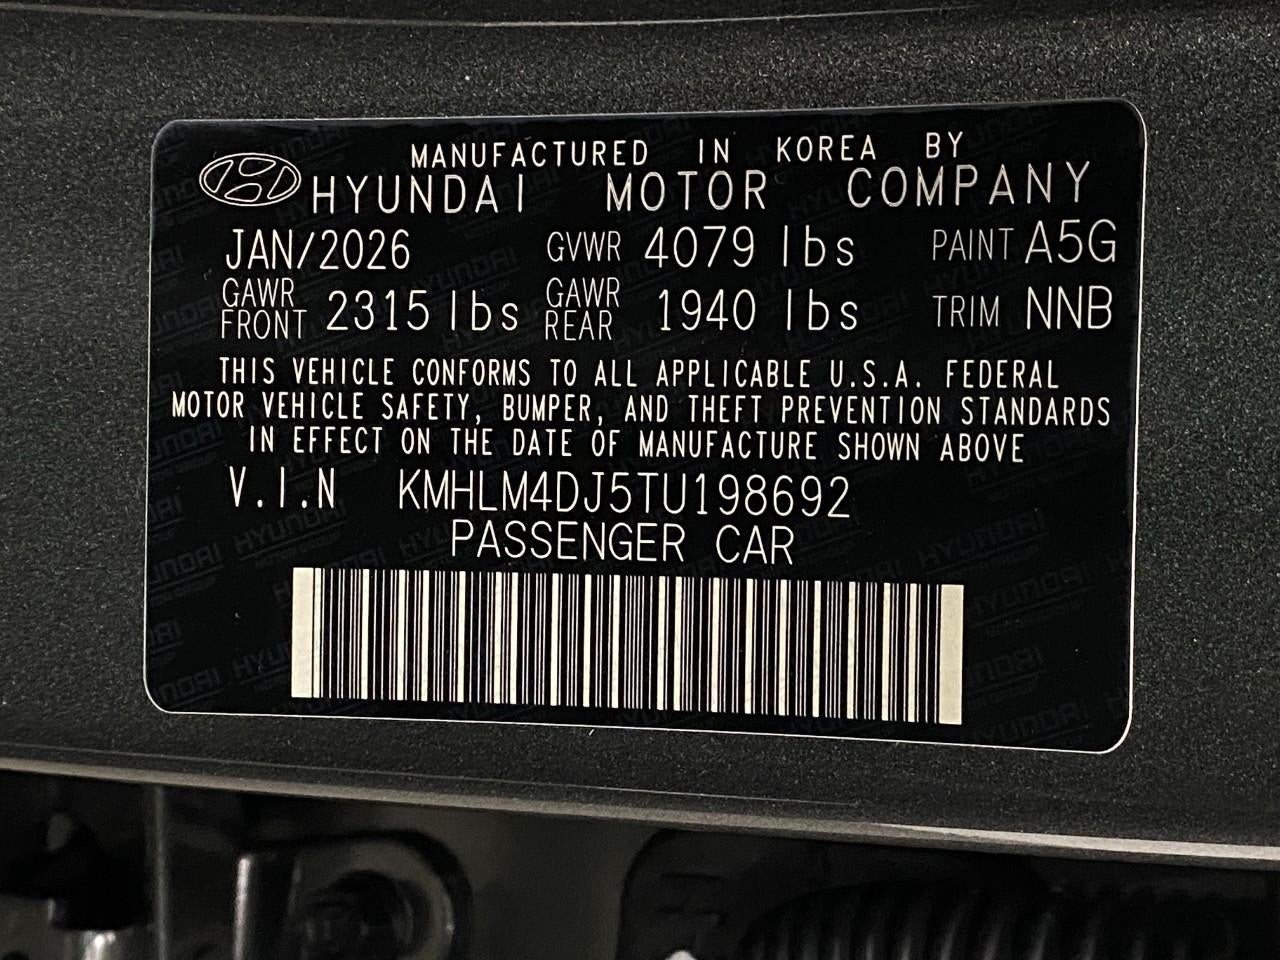 MANUFACTURED IN KOREA BY
HYUNDAI MOTOR COMPANY
JAN/2026 GVWR 4079 lbs PAINT A5G
GAWR FRONT 2315 lbs GAWR REAR 1940 lbs TRIM NNB
THIS VEHICLE CONFORMS TO ALL APPLICABLE U.S.A. FEDERAL
MOTOR VEHICLE SAFETY, BUMPER, AND THEFT PREVENTION STANDARDS
IN EFFECT ON THE DATE OF MANUFACTURE SHOWN ABOVE
V.I.N KMHLM4DJ5TU198692
PASSENGER CAR